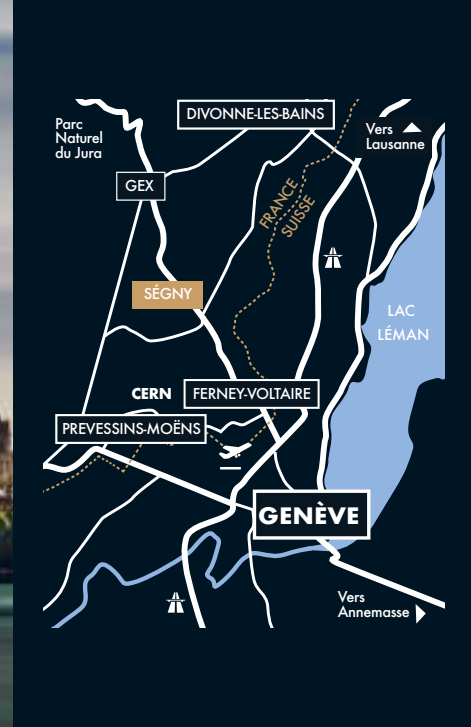 DIVONNE-LES-BAINS
Parc
Naturel
du Jura
Vers
Lausanne
GEX
FRANCE
SUISSE
SÉGNY
LAC
LÉMAN
CERN
FERNEY-VOLTAIRE
PREVESSINS-MOËNS
GENÈVE
Vers
Annemasse